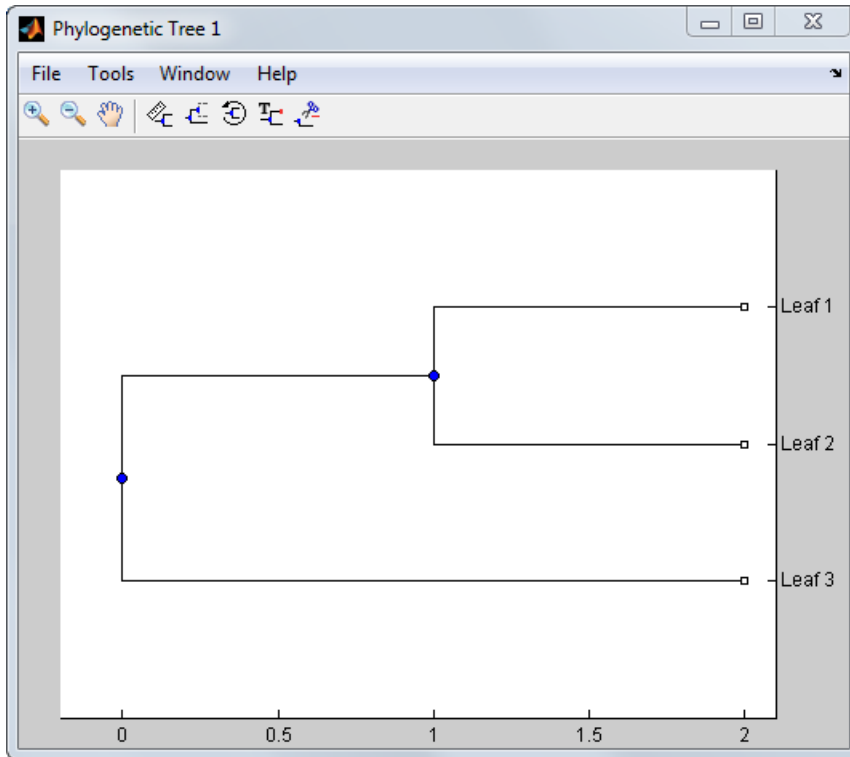 Phylogenetic Tree 1
File Tools Window Help
T
Leaf 1
Leaf 2
Leaf 3
0 0.5 1 1.5 2